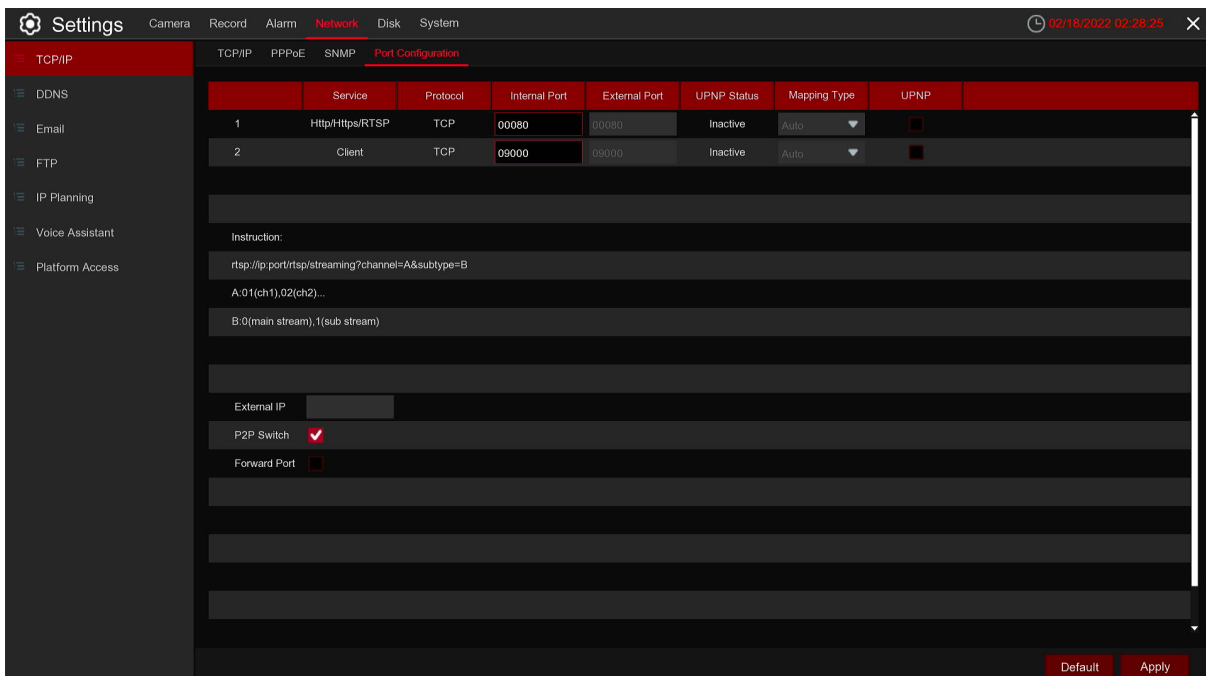 Settings Camera Record Alarm Network Disk System 02/18/2022 02:28:25
TCP/IP PPPoE SNMP Port Configuration
TCP/IP
DDNS
Email
FTP
IP Planning
Voice Assistant
Platform Access
Service Protocol Internal Port External Port UPNP Status Mapping Type UPNP
1 Http/Https/RTSP TCP 00080 00080 Inactive Auto
2 Client TCP 09000 09000 Inactive Auto
Instruction:
rtsp://ip:port/rtsp/streaming?channel=A&subtype=B
A:01(ch1),02(ch2)...
B:0(main stream),1(sub stream)
External IP
P2P Switch
Forward Port
Default Apply